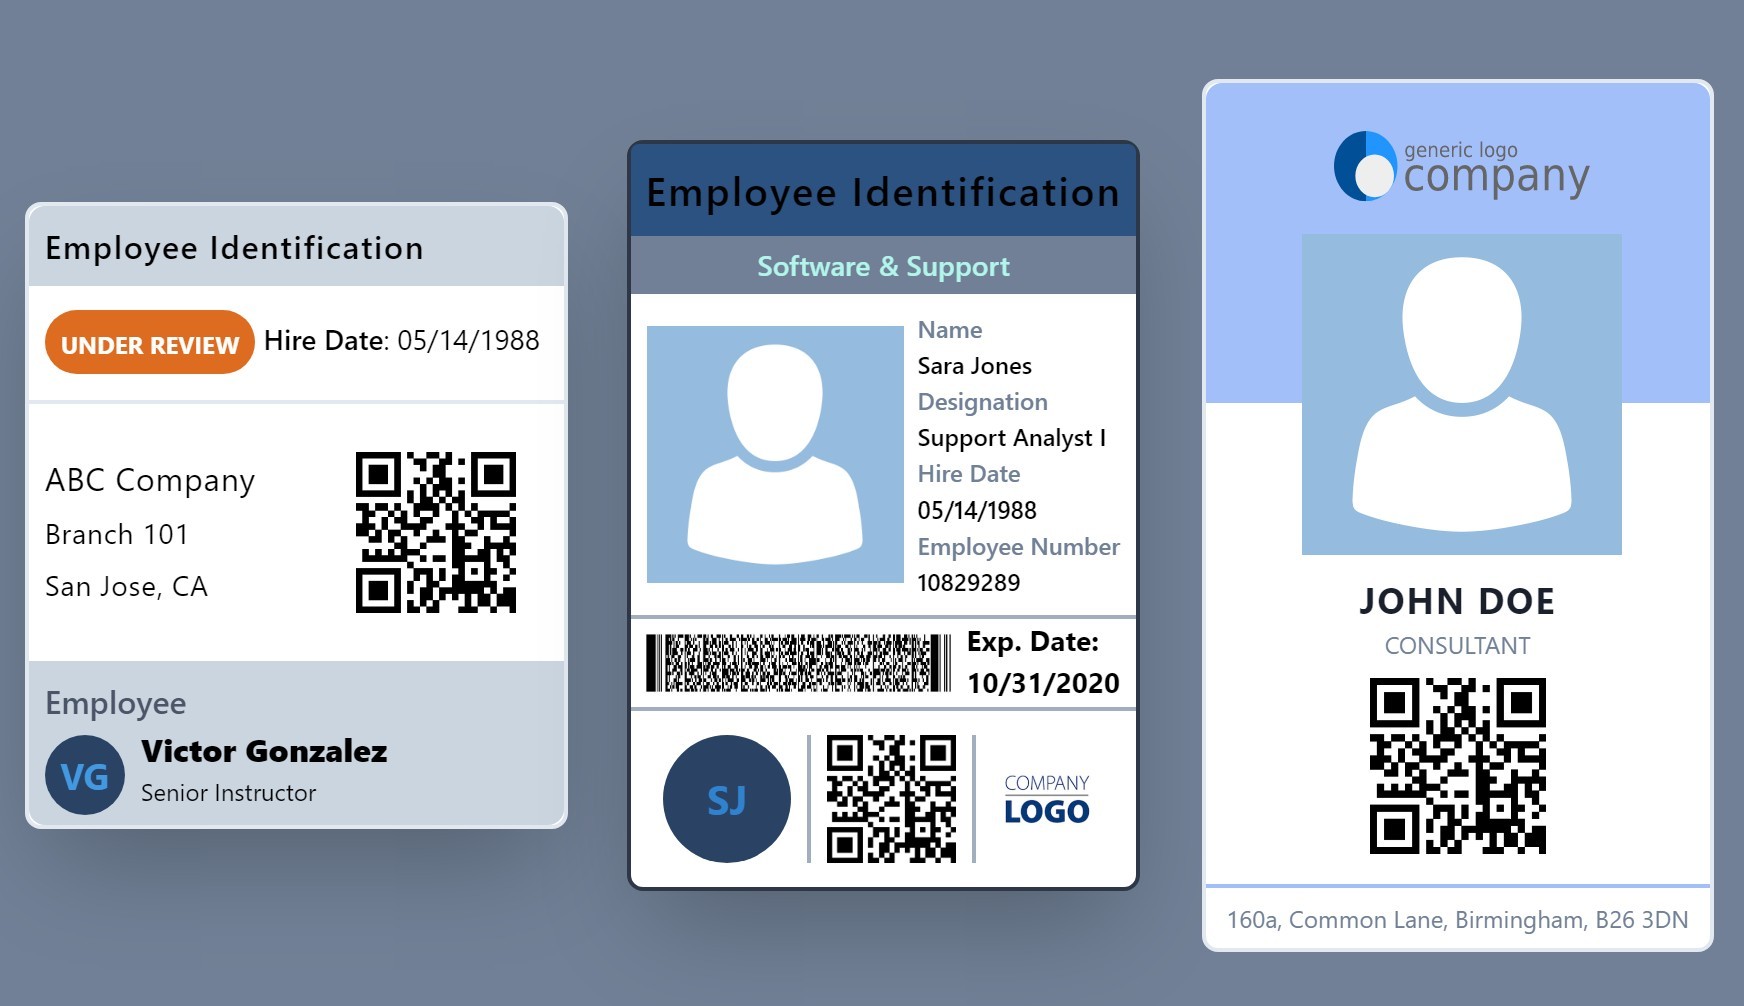 Employee Identification
UNDER REVIEW
Hire Date: 05/14/1988
ABC Company
Branch 101
San Jose, CA
Employee
VG
Victor Gonzalez
Senior Instructor
Employee Identification
Software & Support
Name
Sara Jones
Designation
Support Analyst I
Hire Date
05/14/1988
Employee Number
10829289
Exp. Date:
10/31/2020
SJ
COMPANY
LOGO
generic logo
company
JOHN DOE
CONSULTANT
160a, Common Lane, Birmingham, B26 3DN